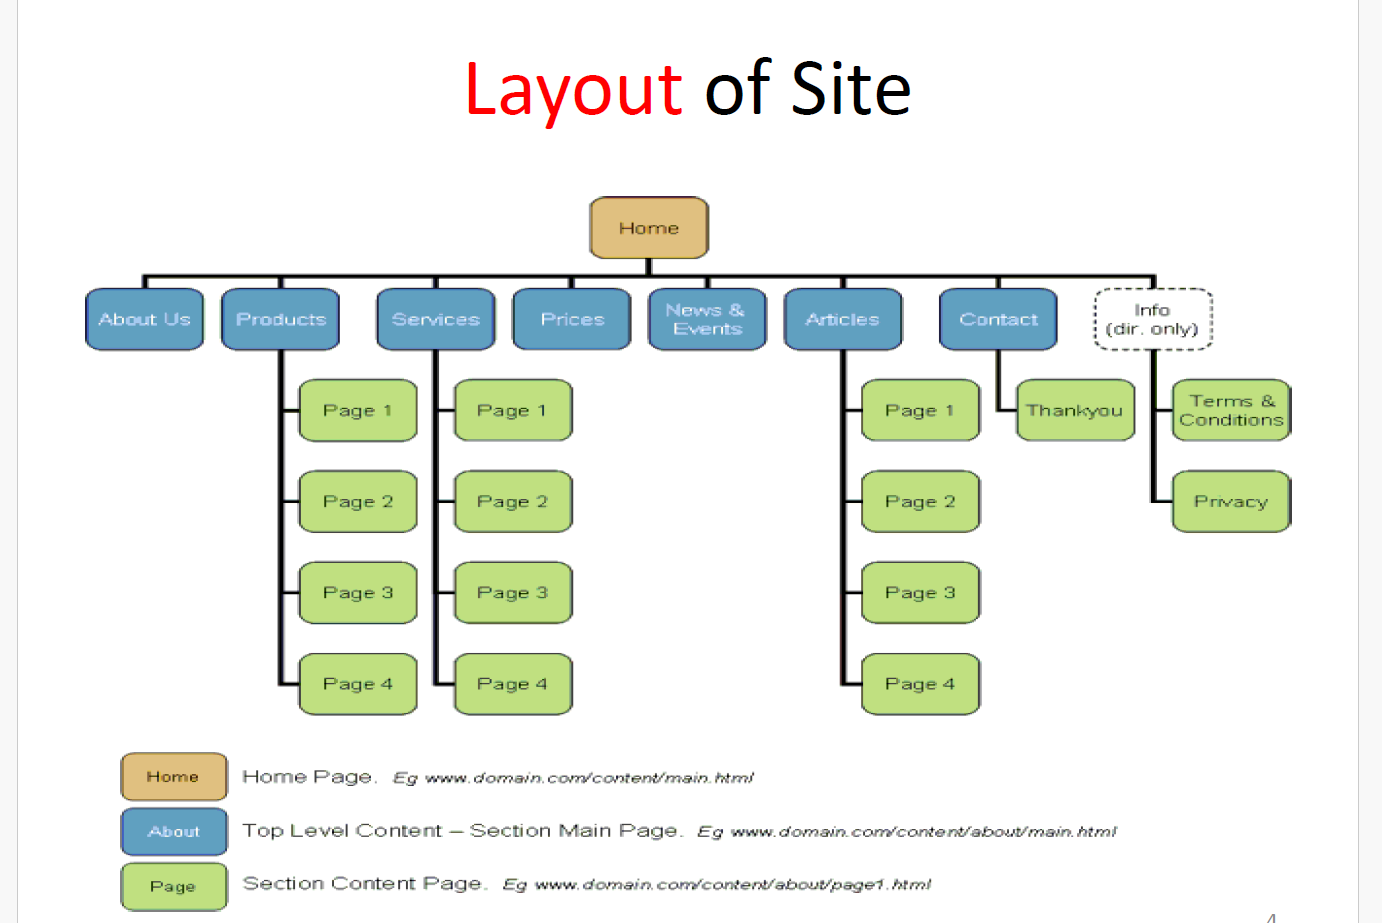 Layout of Site
Home
About Us
Products
Services
Prices
News &
Events
Articles
Contact
Info
(dir. only)
Page 1
Page 1
Page 1
Thankyou
Terms &
Conditions
Page 2
Page 2
Page 2
Privacy
Page 3
Page 3
Page 3
Page 4
Page 4
Page 4
Home
Home Page. Eg www.domain.com/content/main.html
About
Top Level Content – Section Main Page. Eg www.domain.com/content/about/main.html
Page
Section Content Page. Eg www.domain.com/content/about/page1.html
4